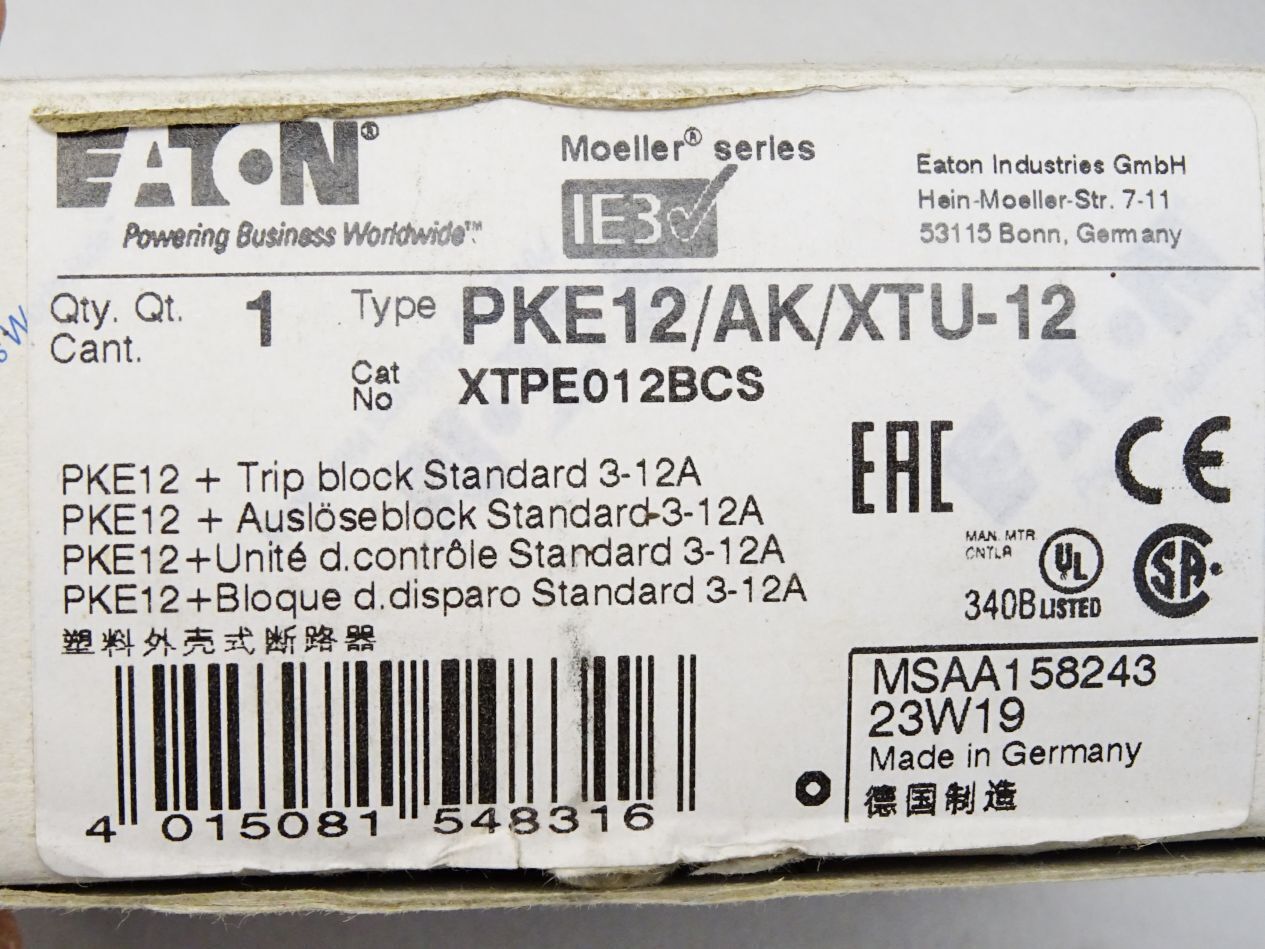 EATON®
Powering Business Worldwide™
Moeller® series
IE3
Eaton Industries GmbH
Hein-Moeller-Str. 7-11
53115 Bonn, Germany
Qty. Qt. 1
Cant.
Type PKE12/AK/XTU-12
Cat
No XTPE012BCS
PKE12 + Trip block Standard 3-12A
PKE12 + Auslöseblock Standard 3-12A
PKE12+Unité d.contrôle Standard 3-12A
PKE12+Bloque d.disparo Standard 3-12A
塑料外壳式断路器
EAC
CE
MAN. MTR
CNTLR
UL
340B LISTED
SA
4 015081 548316
MSAA158243
23W19
Made in Germany
德国制造